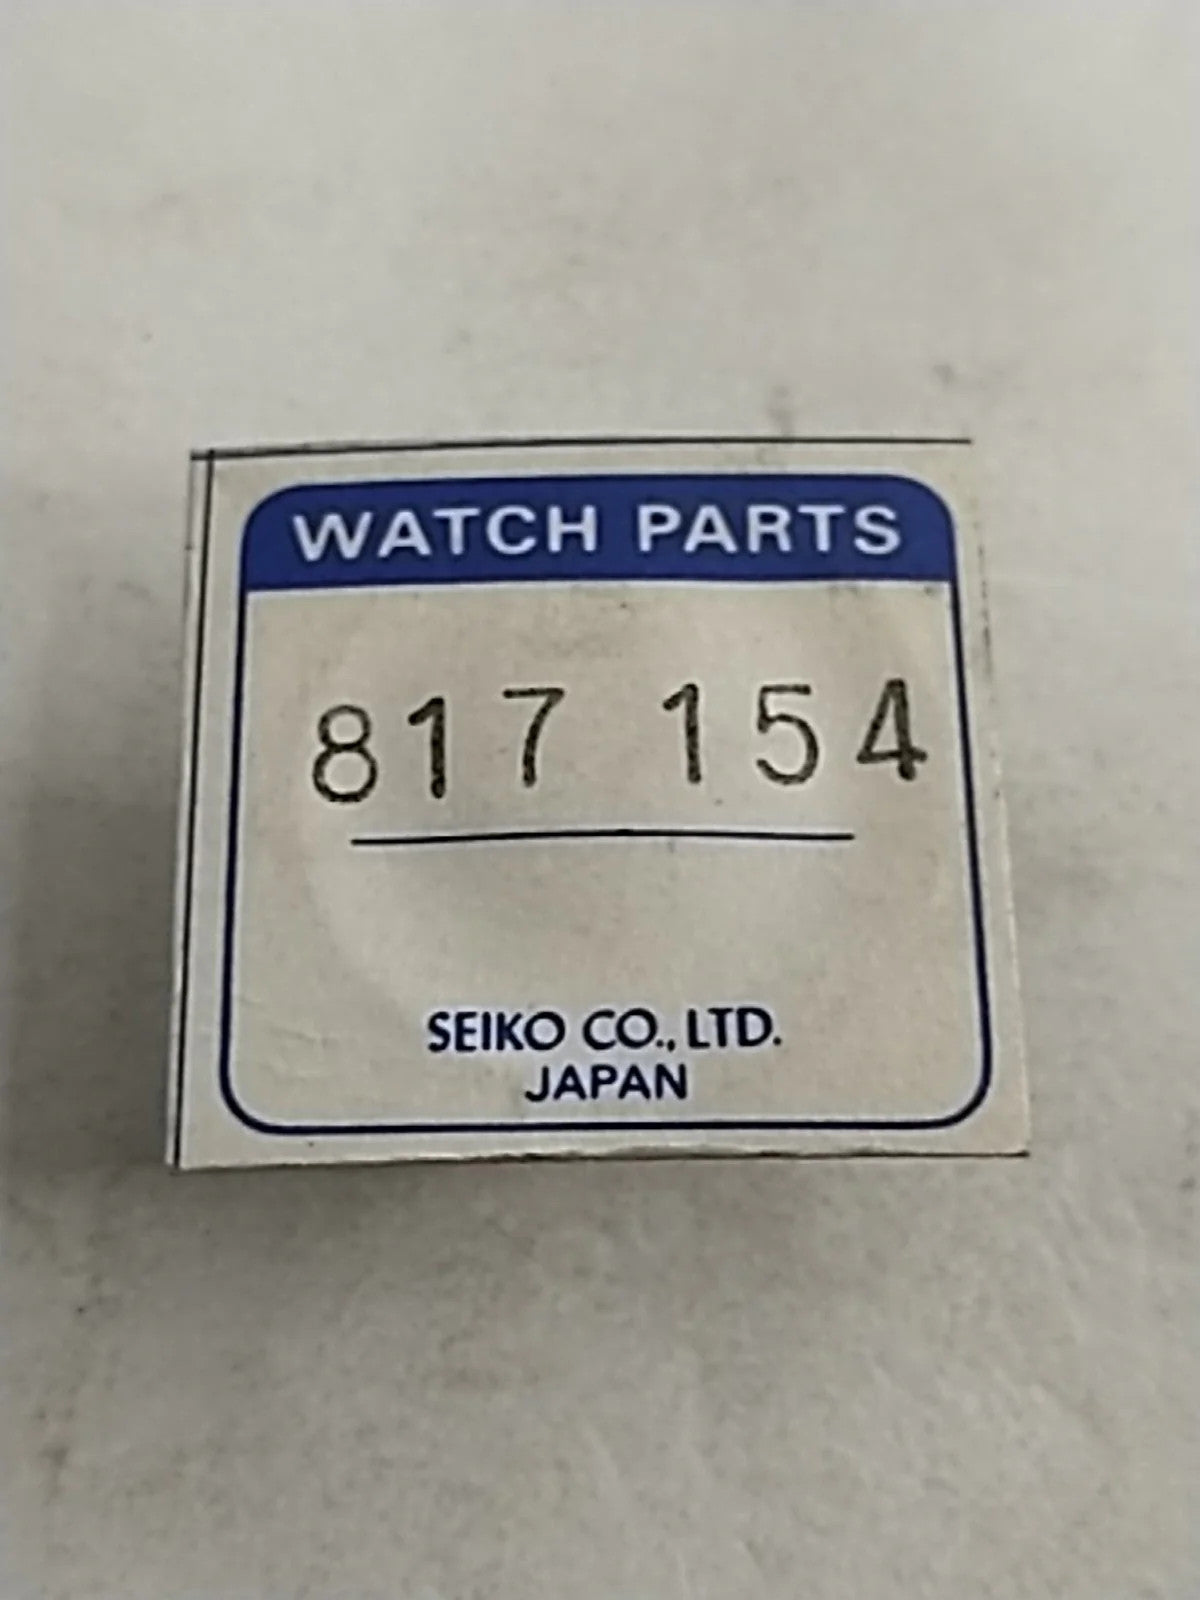 WATCH PARTS
817 154
SEIKO CO., LTD.
JAPAN